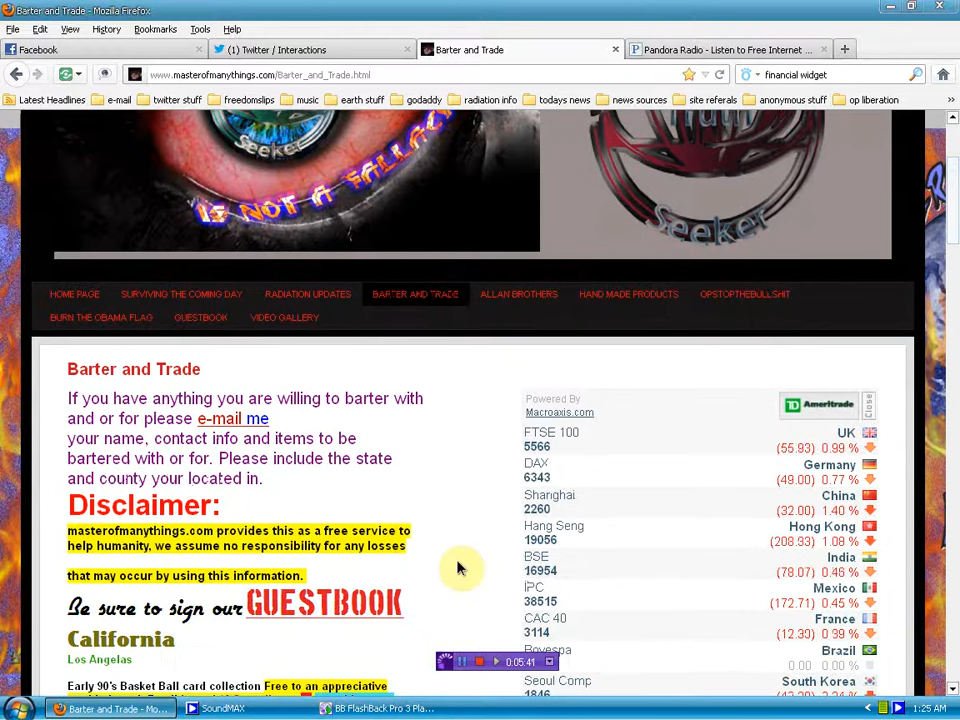 Barter and Trade - Mozilla Firefox
File Edit View History Bookmarks Tools Help
Facebook × (1) Twitter / Interactions × Barter and Trade × Pandora Radio - Listen to Free Internet ... × +
www.masterofmanythings.com/Barter_and_Trade.html financial widget
Latest Headlines e-mail twitter stuff freedomslips music earth stuff godaddy radiation info todays news news sources site referals anonymous stuff op liberation »
Seeker
IS NOT A FALLACY
Truth
Seeker
HOME PAGE SURVIVING THE COMING DAY RADIATION UPDATES BARTER AND TRADE ALLAN BROTHERS HAND MADE PRODUCTS OPSTOPTHEBULLSHIT
BURN THE OBAMA FLAG GUESTBOOK VIDEO GALLERY
Barter and Trade
If you have anything you are willing to barter with
and or for please e-mail me
your name, contact info and items to be
bartered with or for. Please include the state
and county your located in.
Disclaimer:
masterofmanythings.com provides this as a free service to
help humanity, we assume no responsibility for any losses
that may occur by using this information.
Be sure to sign our GUESTBOOK
California
Los Angelas
Early 90's Basket Ball card collection Free to an appreciative
Powered By
Macroaxis.com
TD Ameritrade
Close
FTSE 100 UK
5566 (55.93) 0.99 %
DAX Germany
6343 (49.00) 0.77 %
Shanghai China
2260 (32.00) 1.40 %
Hang Seng Hong Kong
19056 (208.93) 1.08 %
BSE India
16954 (78.07) 0.46 %
IPC Mexico
38515 (172.71) 0.45 %
CAC 40 France
3114 (12.30) 0.39 %
Bovespa Brazil
0.00 0.00 %
Seoul Comp South Korea
1846
0:05:41
Barter and Trade - Mo... SoundMAX BB FlashBack Pro 3 Pla... 1:25 AM